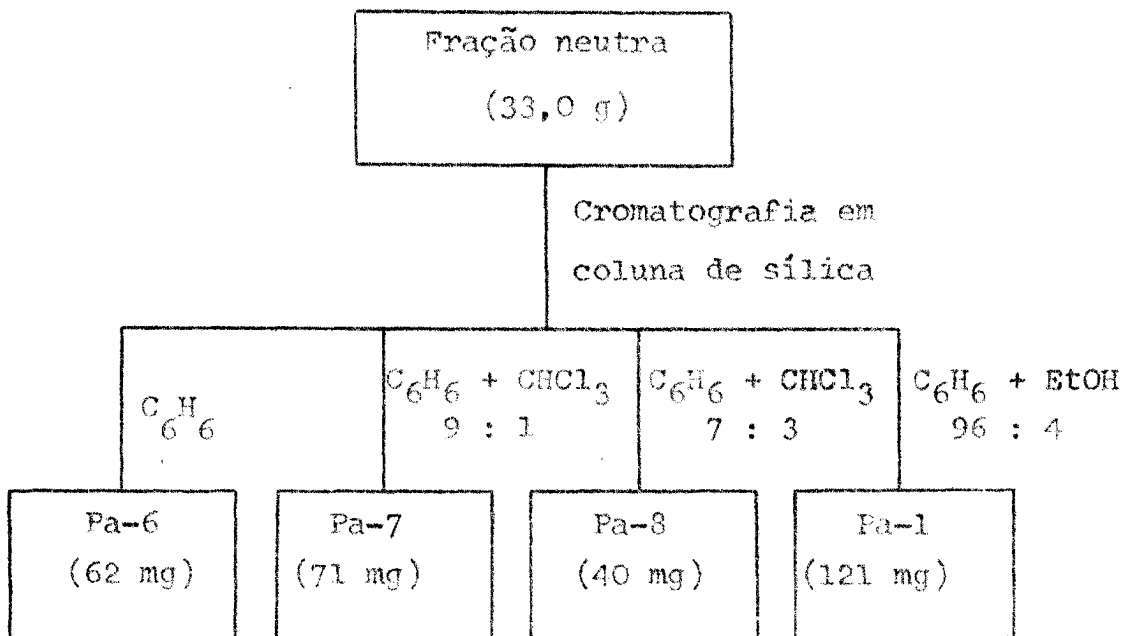 Fração neutra
(33,0 g)
Cromatografia em
coluna de sílica
C6H6
C6H6 + CHCl3
9 : 1
C6H6 + CHCl3
7 : 3
C6H6 + EtOH
96 : 4
Pa-6
(62 mg)
Pa-7
(71 mg)
Pa-8
(40 mg)
Pa-1
(121 mg)